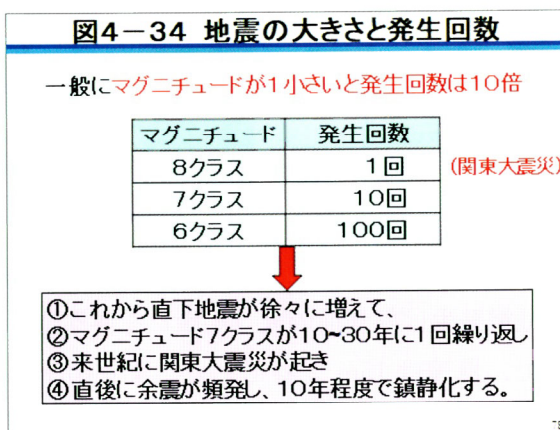 図4－34 地震の大きさと発生回数
一般にマグニチュードが1小さいと発生回数は10倍
マグニチュード 発生回数
8クラス 1回 (関東大震災)
7クラス 10回
6クラス 100回
①これから直下地震が徐々に増えて、
②マグニチュード7クラスが10~30年に1回繰り返し
③来世紀に関東大震災が起き
④直後に余震が頻発し、10年程度で鎮静化する。